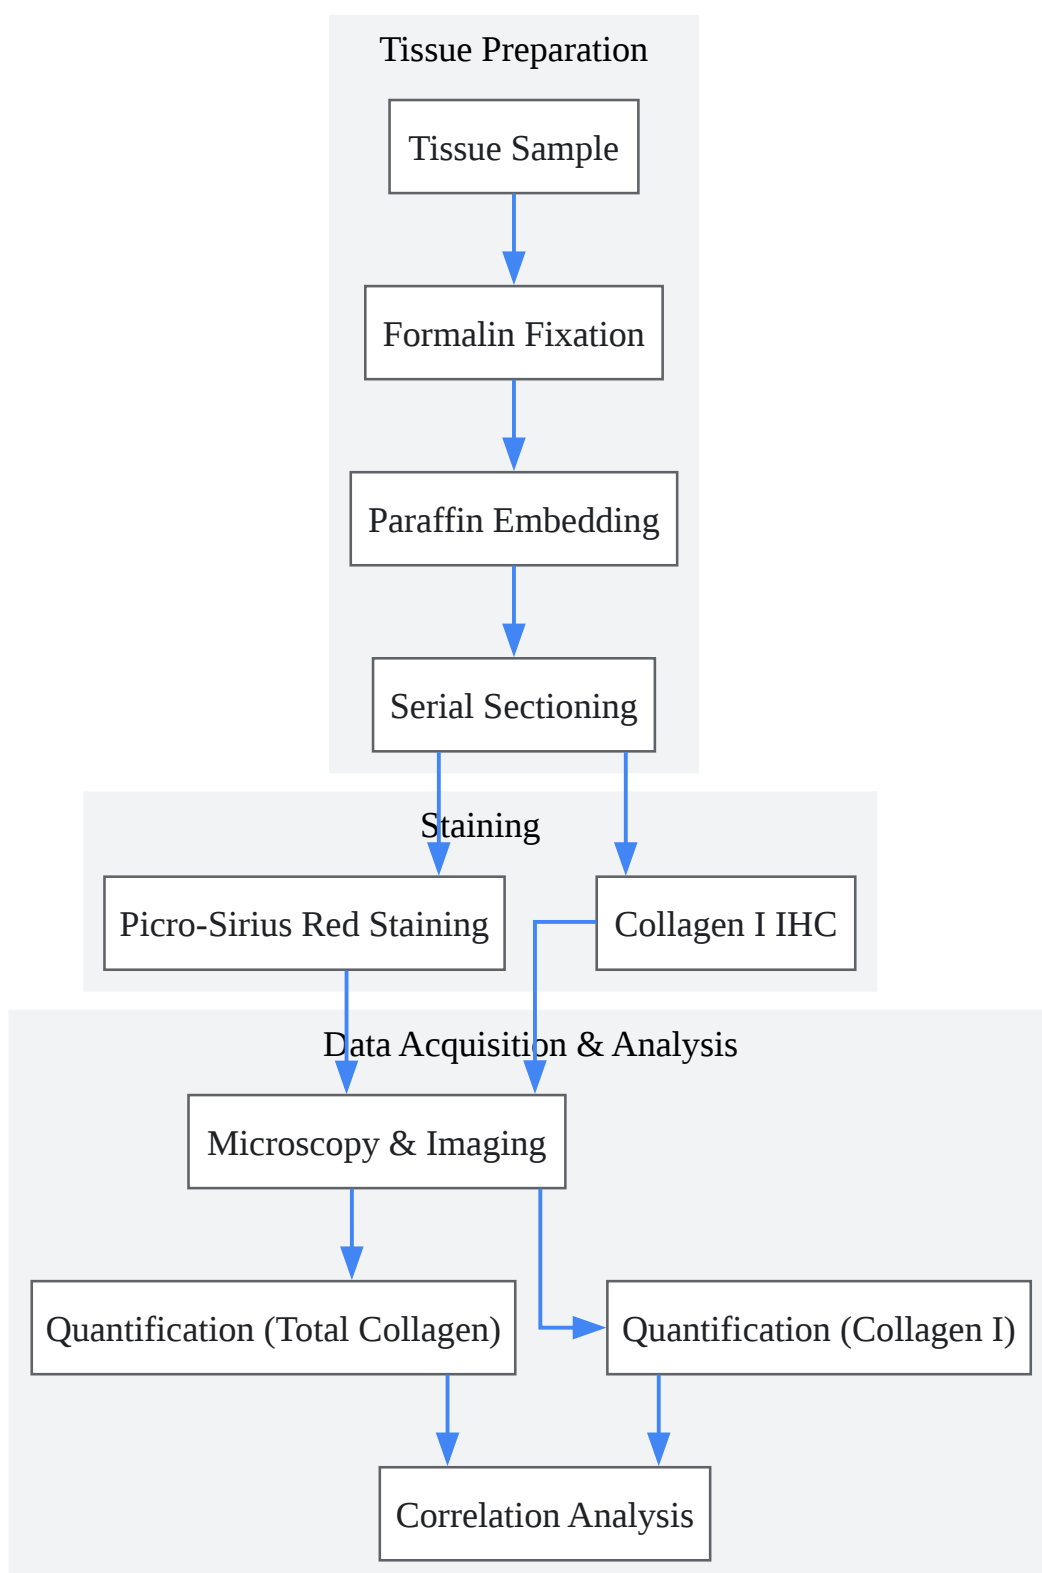 Tissue Preparation
Tissue Sample
Formalin Fixation
Paraffin Embedding
Serial Sectioning
Staining
Picro-Sirius Red Staining
Collagen I IHC
Data Acquisition & Analysis
Microscopy & Imaging
Quantification (Total Collagen)
Quantification (Collagen I)
Correlation Analysis